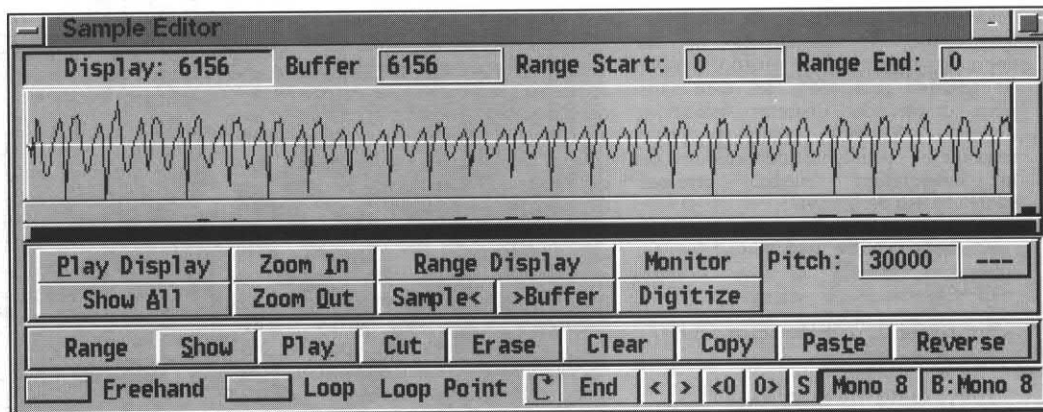 Sample Editor
Display: 6156 Buffer 6156 Range Start: 0 Range End: 0
Play Display Zoom In Range Display Monitor Pitch: 30000 ---
Show All Zoom Out Sample< >Buffer Digitize
Range Show Play Cut Erase Clear Copy Paste Reverse
Freehand Loop Loop Point End < > <0 0> S Mono 8 B:Mono 8